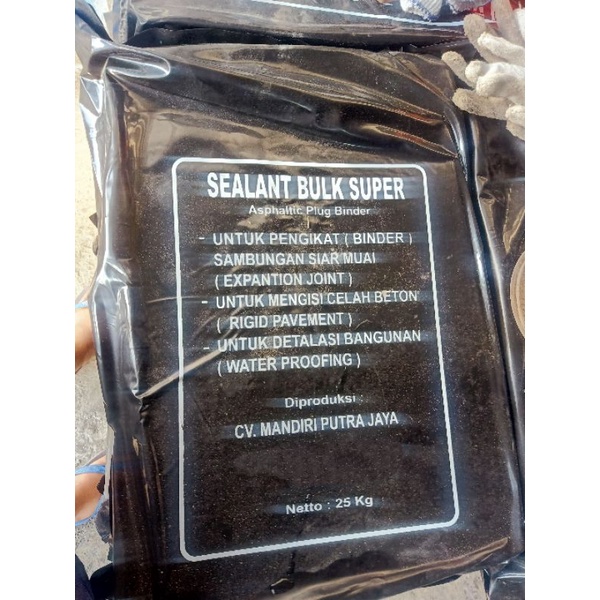 SEALANT BULK SUPER
Asphaltic Plug Binder
- UNTUK PENGIKAT ( BINDER )
SAMBUNGAN SIAR MUAI
( EXPANTION JOINT )
- UNTUK MENGISI CELAH BETON
( RIGID PAVEMENT )
- UNTUK DETALASI BANGUNAN
( WATER PROOFING )
Diproduksi :
CV. MANDIRI PUTRA JAYA
Netto : 25 Kg